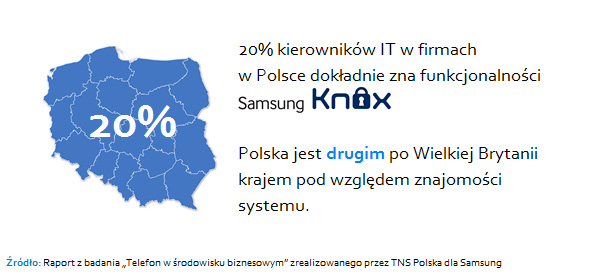 20%
20% kierowników IT w firmach
w Polsce dokładnie zna funkcjonalności
Samsung Knox
Polska jest drugim po Wielkiej Brytanii
krajem pod względem znajomości
systemu.
Źródło: Raport z badania „Telefon w środowisku biznesowym” zrealizowanego przez TNS Polska dla Samsung